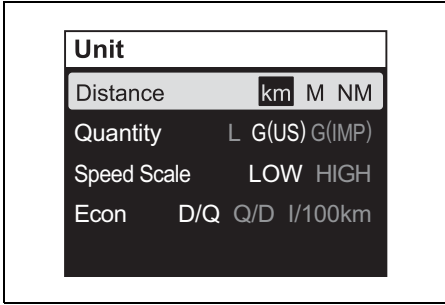 Unit
Distance km M NM
Quantity L G(US) G(IMP)
Speed Scale LOW HIGH
Econ D/Q Q/D l/100km